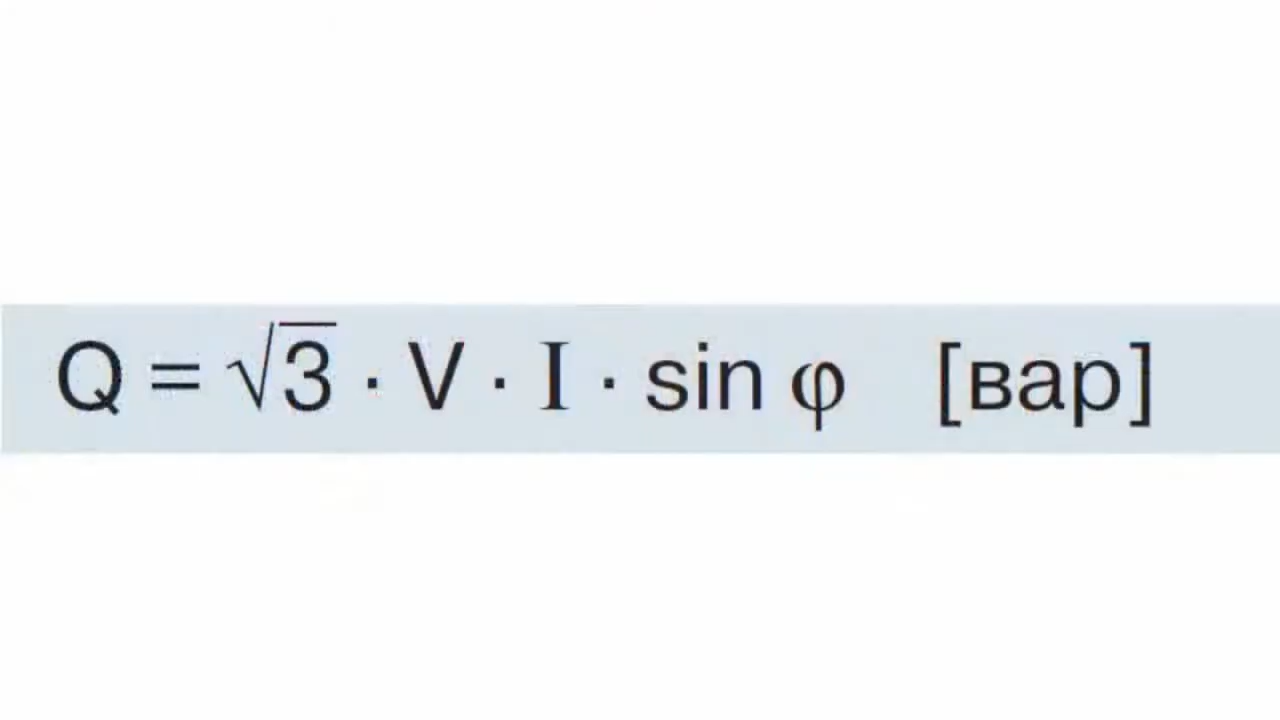 Q = √3 · V · I · sin φ [вар]